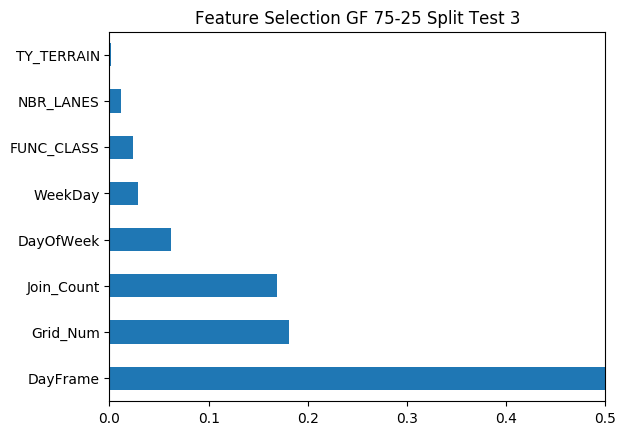 Feature Selection GF 75-25 Split Test 3
TY_TERRAIN
NBR_LANES
FUNC_CLASS
WeekDay
DayOfWeek
Join_Count
Grid_Num
DayFrame
0.0 0.1 0.2 0.3 0.4 0.5